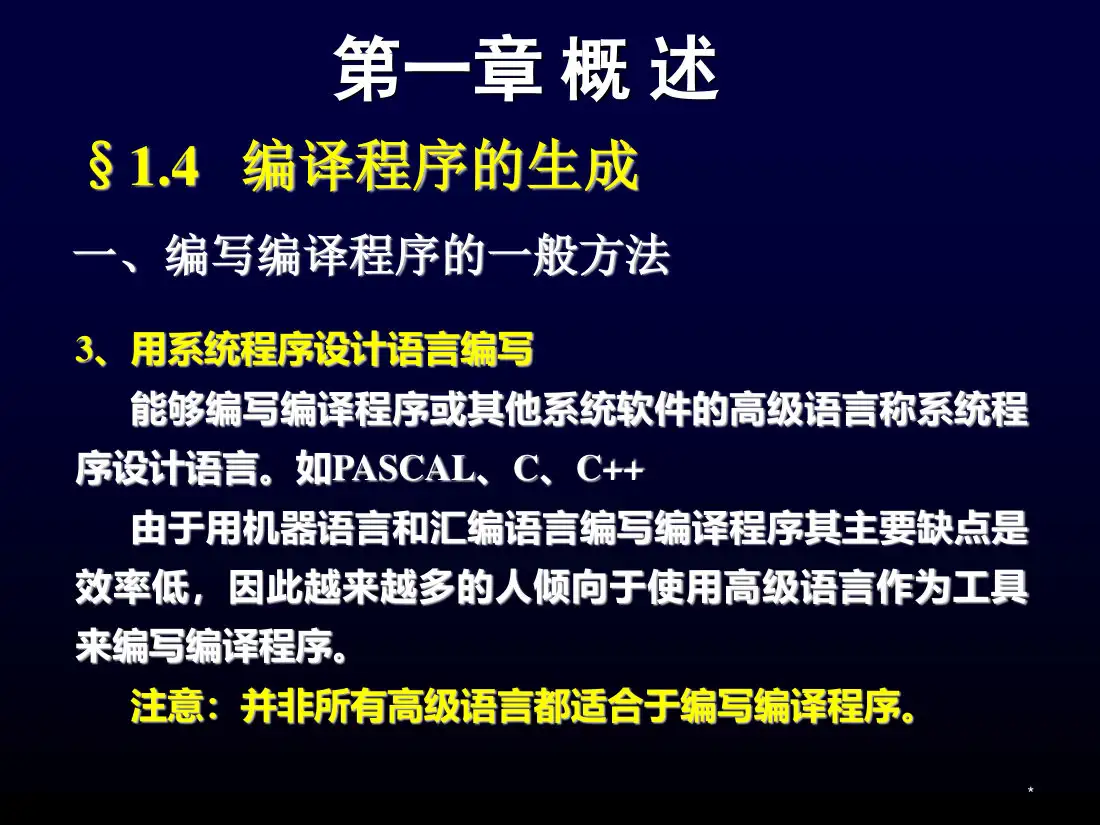 第一章 概 述
§1.4 编译程序的生成
一、编写编译程序的一般方法
3、用系统程序设计语言编写
能够编写编译程序或其他系统软件的高级语言称系统程
序设计语言。如PASCAL、C、C++
由于用机器语言和汇编语言编写编译程序其主要缺点是
效率低，因此越来越多的人倾向于使用高级语言作为工具
来编写编译程序。
注意：并非所有高级语言都适合于编写编译程序。
*